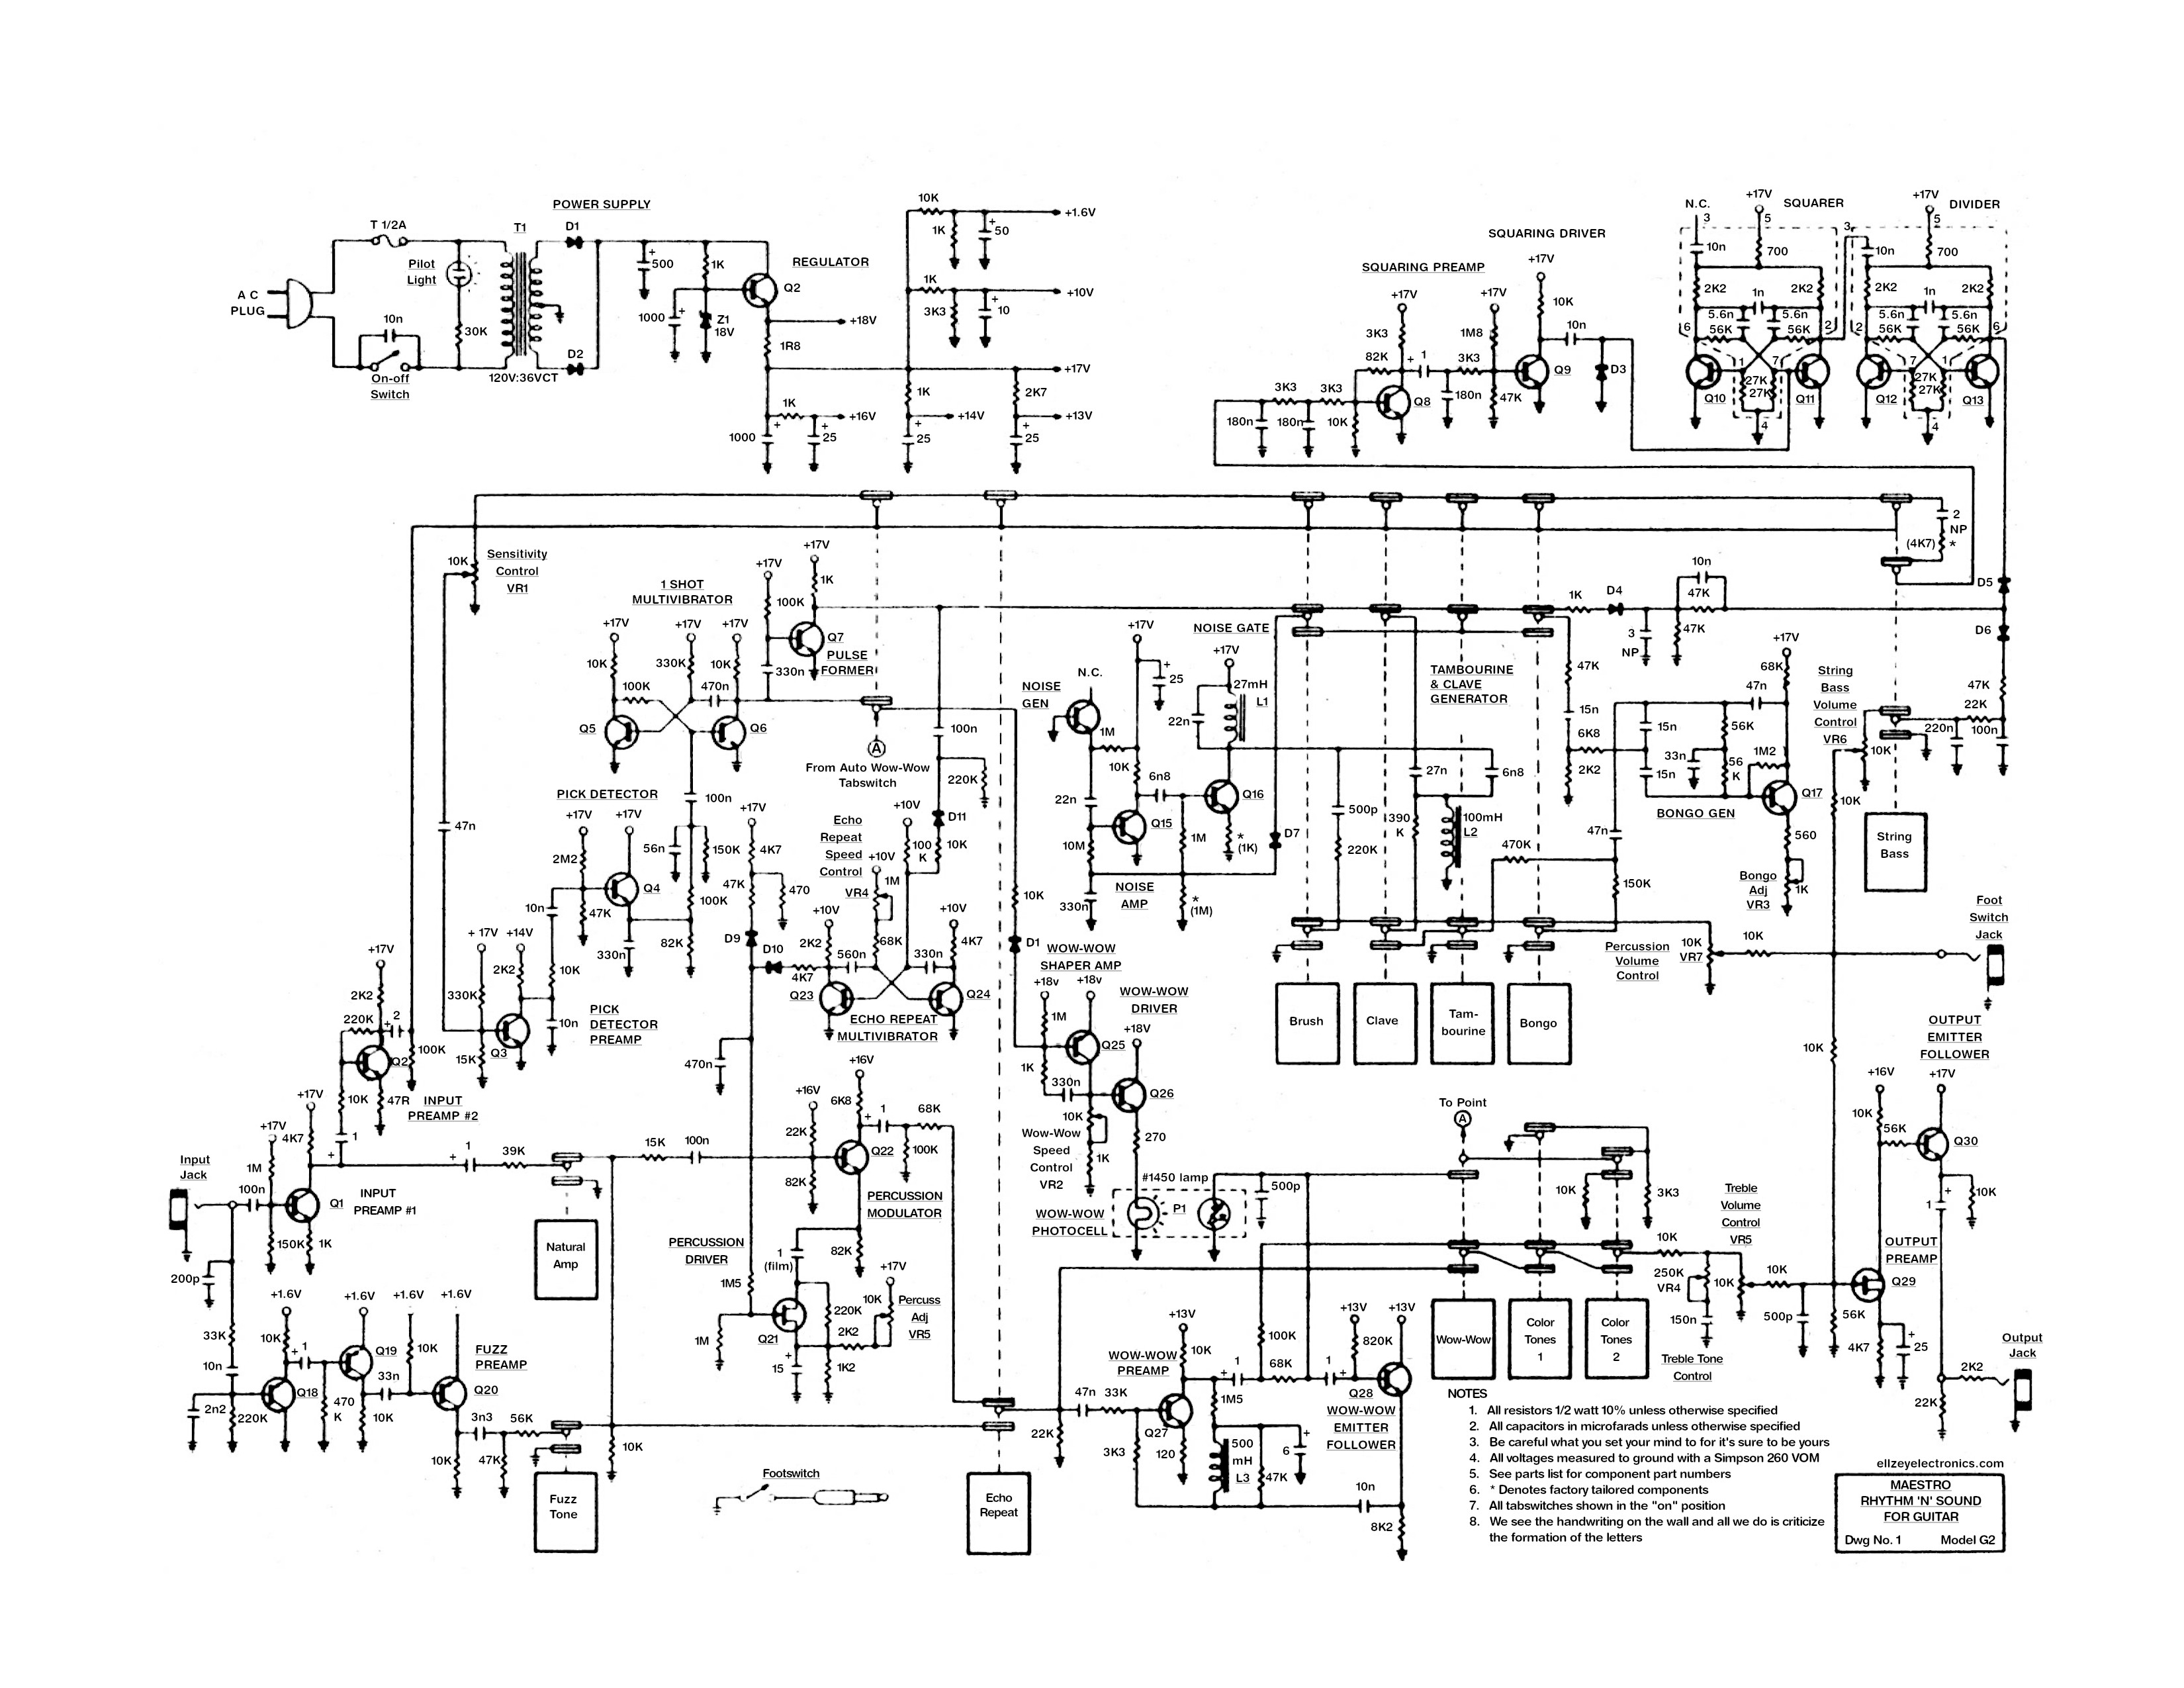 POWER SUPPLY
T 1/2A
T1
D1
Pilot
Light
A C
PLUG
10n
30K
On-off
Switch
120V:36VCT
D2
+
500
1K
REGULATOR
Q2
1000
+
Z1
18V
+18V
1R8
+17V
1K
+16V
1000
+
+
25
10K
1K
+
50
+1.6V
1K
3K3
+
10
+10V
1K
+14V
+
25
2K7
+13V
+
25
SQUARING DRIVER
SQUARING PREAMP
+17V
+17V
+17V
10K
3K3
1M8
10n
82K
+ 1
3K3
Q9
D3
3K3
3K3
Q8
180n
47K
180n
180n
10K
N.C.
3
+17V
5
SQUARER
3
+17V
5
DIVIDER
10n
700
10n
700
2K2
1n
2K2
2K2
1n
2K2
5.6n
5.6n
5.6n
5.6n
6
56K
56K
2
2
56K
56K
6
1
7
7
1
27K
27K
27K
27K
Q10
Q11
Q12
Q13
4
4
2
NP
(4K7)
*
10K
Sensitivity
Control
VR1
1 SHOT
MULTIVIBRATOR
+17V
+17V
1K
100K
Q7
PULSE
FORMER
330n
+17V
+17V
+17V
10K
330K
10K
100K
470n
Q5
Q6
A
From Auto Wow-Wow
Tabswitch
100n
220K
D11
10K
NOISE GATE
+17V
+17V
N.C.
NOISE
GEN
+
25
27mH
L1
22n
1M
10K
6n8
Q16
22n
Q15
1M
*
(1K)
10M
D7
NOISE
AMP
330n
*
(1M)
TAMBOURINE
& CLAVE
GENERATOR
27n
6n8
500p
390
K
100mH
L2
220K
470K
1K
D4
10n
47K
3
NP
47K
D5
D6
47K
15n
6K8
2K2
+17V
68K
47n
15n
56K
33n
56
K
1M2
15n
Q17
BONGO GEN
47n
560
150K
Bongo
Adj
VR3
1K
String
Bass
Volume
Control
VR6
10K
10K
47K
22K
220n
100n
String
Bass
PICK DETECTOR
+17V
+17V
2M2
Q4
47K
10n
330n
100n
56n
150K
100K
82K
47n
+ 17V
+14V
2K2
330K
10K
10n
Q3
15K
PICK
DETECTOR
PREAMP
+17V
4K7
47K
470
D9
D10
4K7
Echo
Repeat
Speed
Control
VR4
+10V
1M
+10V
100
K
+10V
2K2
560n
68K
330n
+10V
4K7
Q23
Q24
ECHO REPEAT
MULTIVIBRATOR
470n
10K
D1
WOW-WOW
SHAPER AMP
+18v
+18v
WOW-WOW
DRIVER
+18V
1M
Q25
1K
330n
Q26
10K
Wow-Wow
Speed
Control
VR2
1K
270
#1450 lamp
P1
WOW-WOW
PHOTOCELL
500p
Brush
Clave
Tam-
bourine
Bongo
Percussion
Volume
Control
10K
VR7
10K
Foot
Switch
Jack
10K
+17V
2K2
220K
+ 2
Q2
100K
10K
47R
INPUT
PREAMP #2
+17V
4K7
+17V
1M
1
Input
Jack
100n
Q1
INPUT
PREAMP #1
150K
1K
200p
+ 1
39K
Natural
Amp
15K
100n
+16V
+16V
22K
6K8
+ 1
68K
Q22
100K
82K
PERCUSSION
MODULATOR
PERCUSSION
DRIVER
1
(film)
82K
1M5
+17V
10K
Percuss
Adj
VR5
220K
2K2
1M
Q21
+
15
1K2
33K
10n
2n2
220K
+1.6V
10K
+ 1
Q18
+1.6V
Q19
470
K
10K
33n
+1.6V
10K
+1.6V
FUZZ
PREAMP
Q20
3n3
56K
10K
47K
Fuzz
Tone
10K
Footswitch
Echo
Repeat
22K
47n
33K
WOW-WOW
PREAMP
+13V
10K
Q27
3K3
120
1
+
1M5
100K
68K
500
mH
L3
47K
6
+
+13V
+13V
820K
1
+
Q28
WOW-WOW
EMITTER
FOLLOWER
10n
8K2
To Point
A
10K
3K3
Wow-Wow
Color
Tones
1
Color
Tones
2
Treble
Volume
Control
VR5
10K
250K
VR4
10K
10K
150n
Treble Tone
Control
500p
56K
OUTPUT
EMITTER
FOLLOWER
+16V
+17V
10K
56K
Q30
+
1
10K
OUTPUT
PREAMP
Q29
4K7
+
25
Output
Jack
2K2
22K
NOTES
1. All resistors 1/2 watt 10% unless otherwise specified
2. All capacitors in microfarads unless otherwise specified
3. Be careful what you set your mind to for it's sure to be yours
4. All voltages measured to ground with a Simpson 260 VOM
5. See parts list for component part numbers
6. * Denotes factory tailored components
7. All tabswitches shown in the "on" position
8. We see the handwriting on the wall and all we do is criticize
the formation of the letters
ellzeyelectronics.com
MAESTRO
RHYTHM 'N' SOUND
FOR GUITAR
Dwg No. 1 Model G2